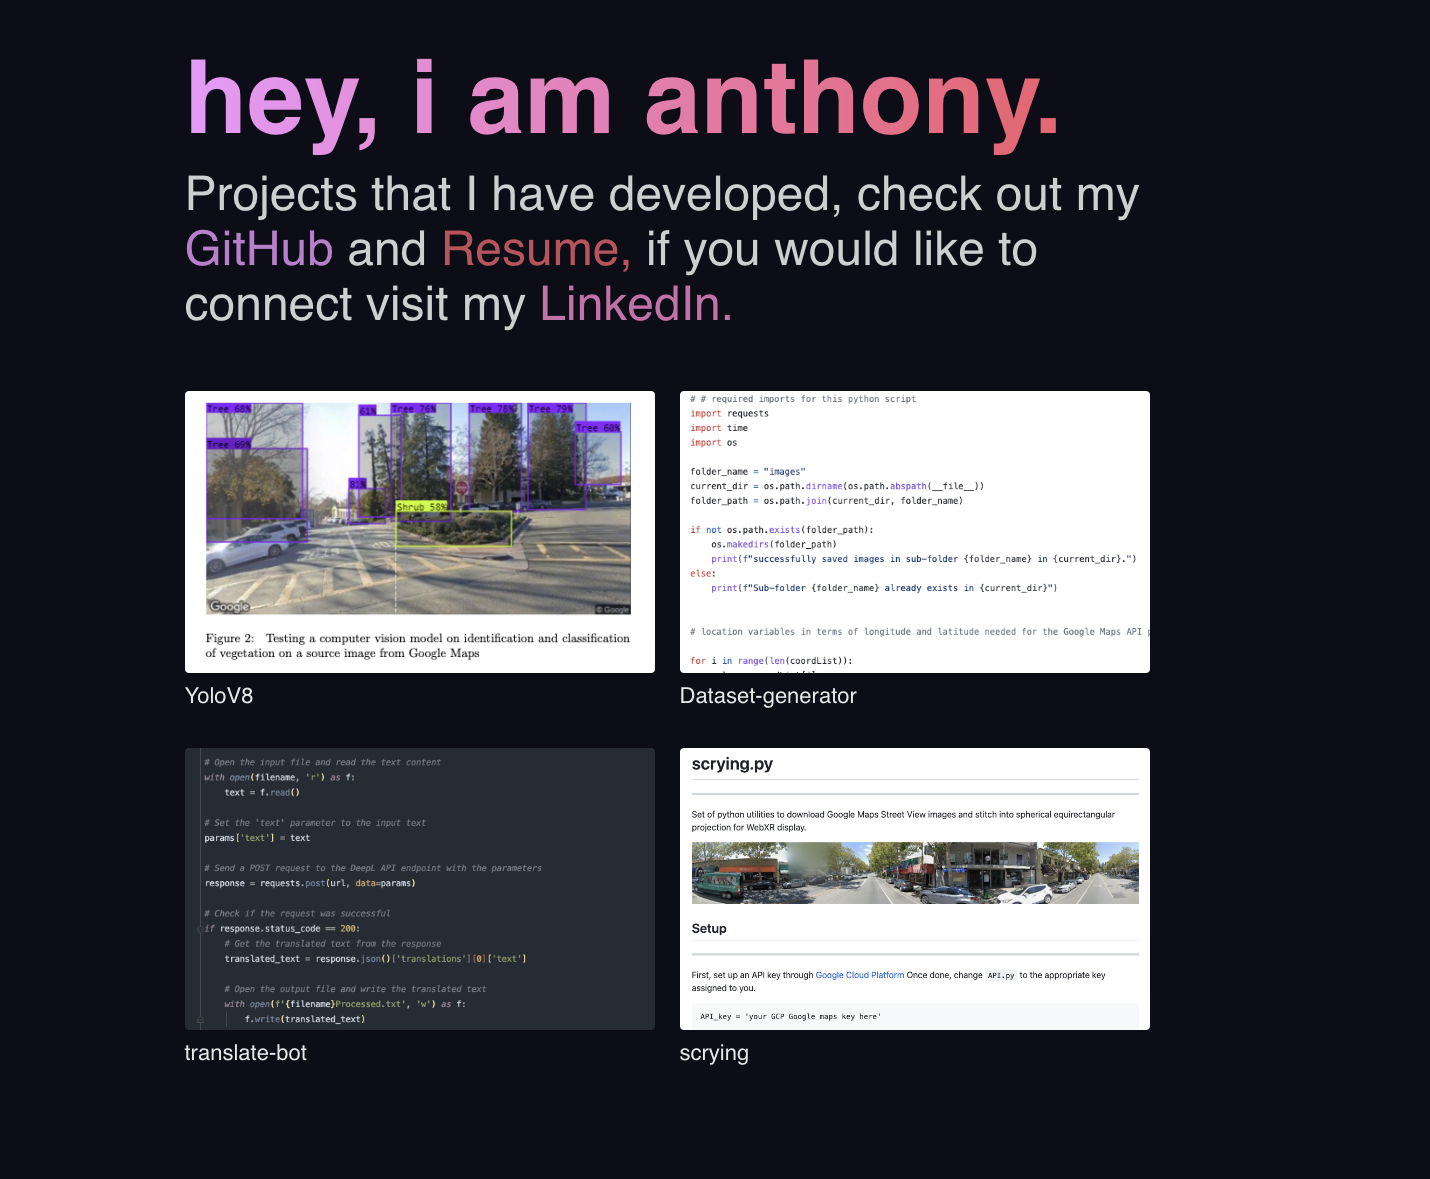 hey, i am anthony.
Projects that I have developed, check out my
GitHub and Resume, if you would like to
connect visit my LinkedIn.
Tree 68%
61%
Tree 76%
Tree 78%
Tree 79%
Tree 60%
Tree 69%
Shrub 58%
Google
© Google
Figure 2: Testing a computer vision model on identification and classification
of vegetation on a source image from Google Maps
YoloV8
# # required imports for this python script
import requests
import time
import os
folder_name = "images"
current_dir = os.path.dirname(os.path.abspath(__file__))
folder_path = os.path.join(current_dir, folder_name)
if not os.path.exists(folder_path):
os.makedirs(folder_path)
print(f"successfully saved images in sub-folder {folder_name} in {current_dir}.")
else:
print(f"Sub-folder {folder_name} already exists in {current_dir}")
# location variables in terms of longitude and latitude needed for the Google Maps API
for i in range(len(coordList)):
Dataset-generator
# Open the input file and read the text content
with open(filename, 'r') as f:
text = f.read()
# Set the 'text' parameter to the input text
params['text'] = text
# Send a POST request to the DeepL API endpoint with the parameters
response = requests.post(url, data=params)
# Check if the request was successful
if response.status_code == 200:
# Get the translated text from the response
translated_text = response.json()['translations'][0]['text']
# Open the output file and write the translated text
with open(f'{filename}Processed.txt', 'w') as f:
f.write(translated_text)
translate-bot
scrying.py
Set of python utilities to download Google Maps Street View images and stitch into spherical equirectangular
projection for WebXR display.
Setup
First, set up an API key through Google Cloud Platform Once done, change API.py to the appropriate key
assigned to you.
API_key = 'your GCP Google maps key here'
scrying